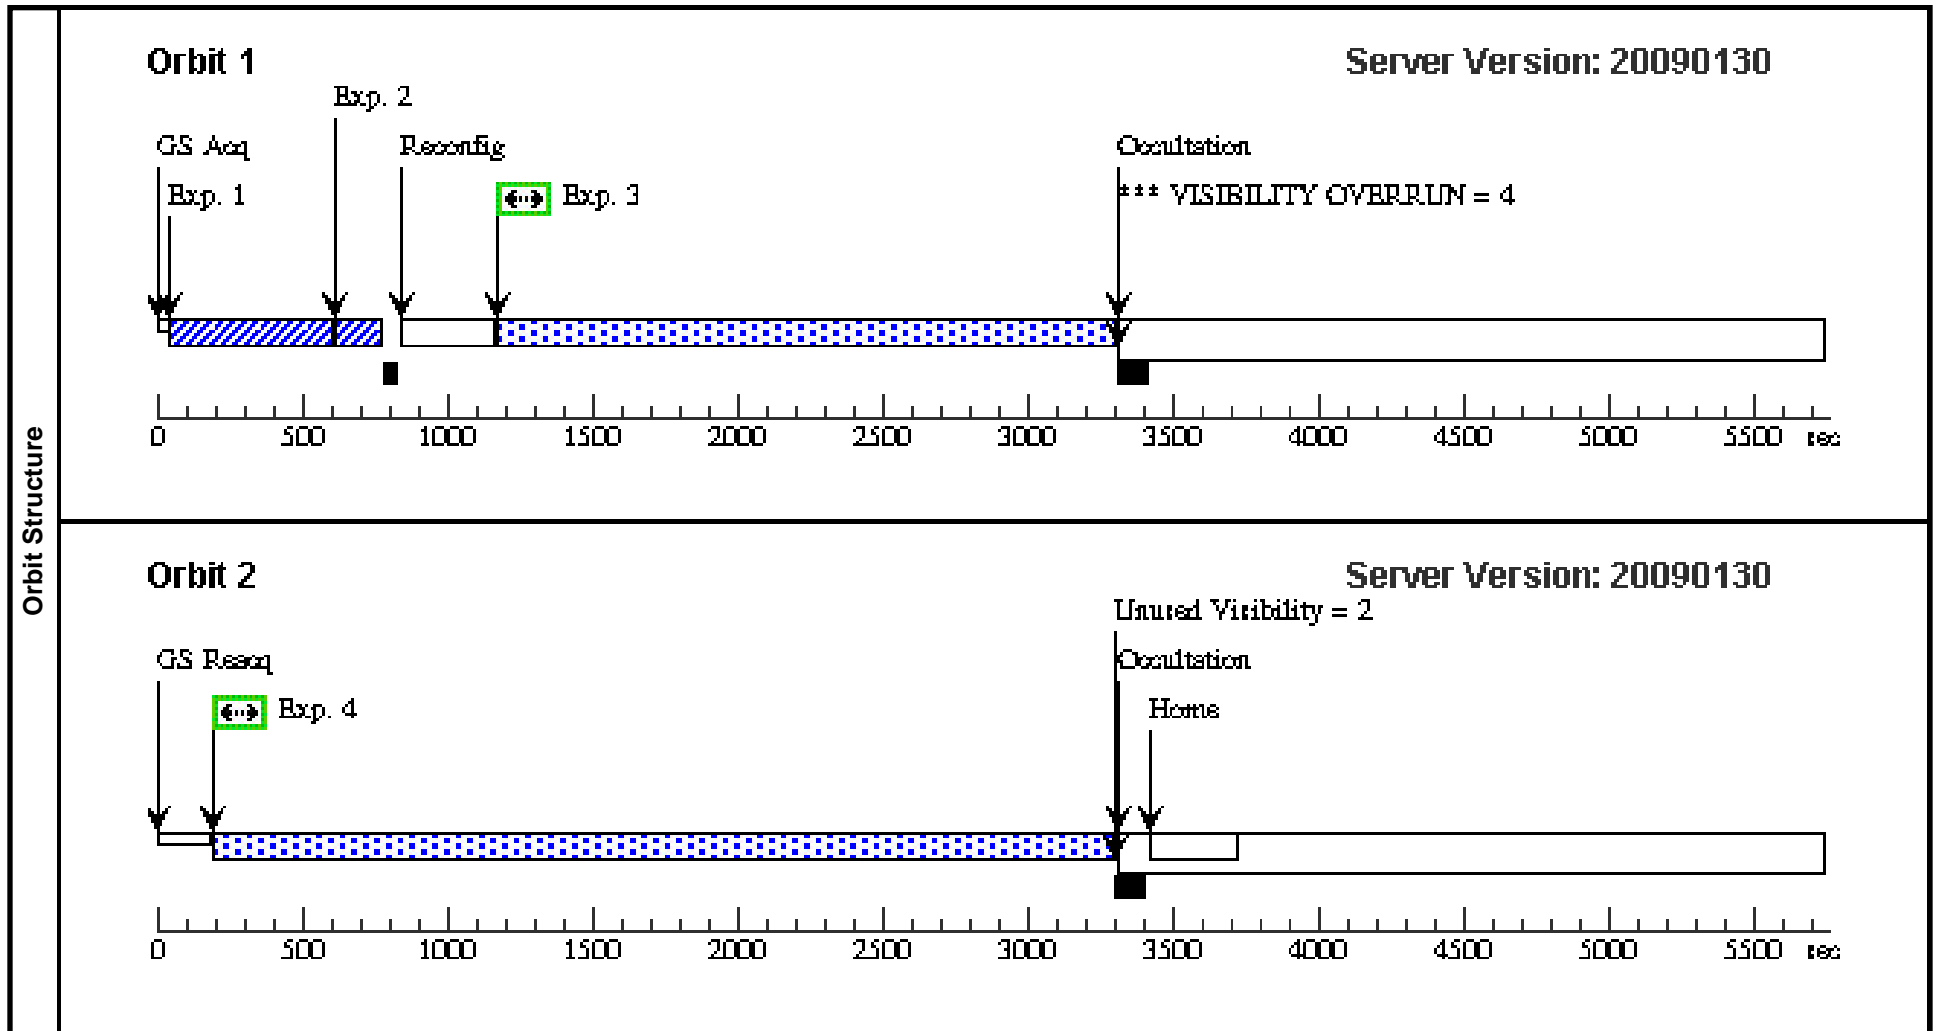 Orbit Structure
Orbit 1
Server Version: 20090130
Exp. 2
GS Acq
Reconfig
Occultation
Exp. 1
Exp. 3
*** VISIBILITY OVERRUN = 4
0 500 1000 1500 2000 2500 3000 3500 4000 4500 5000 5500 sec
Orbit 2
Server Version: 20090130
Unused Visibility = 2
GS Reacq
Occultation
Exp. 4
Home
0 500 1000 1500 2000 2500 3000 3500 4000 4500 5000 5500 sec